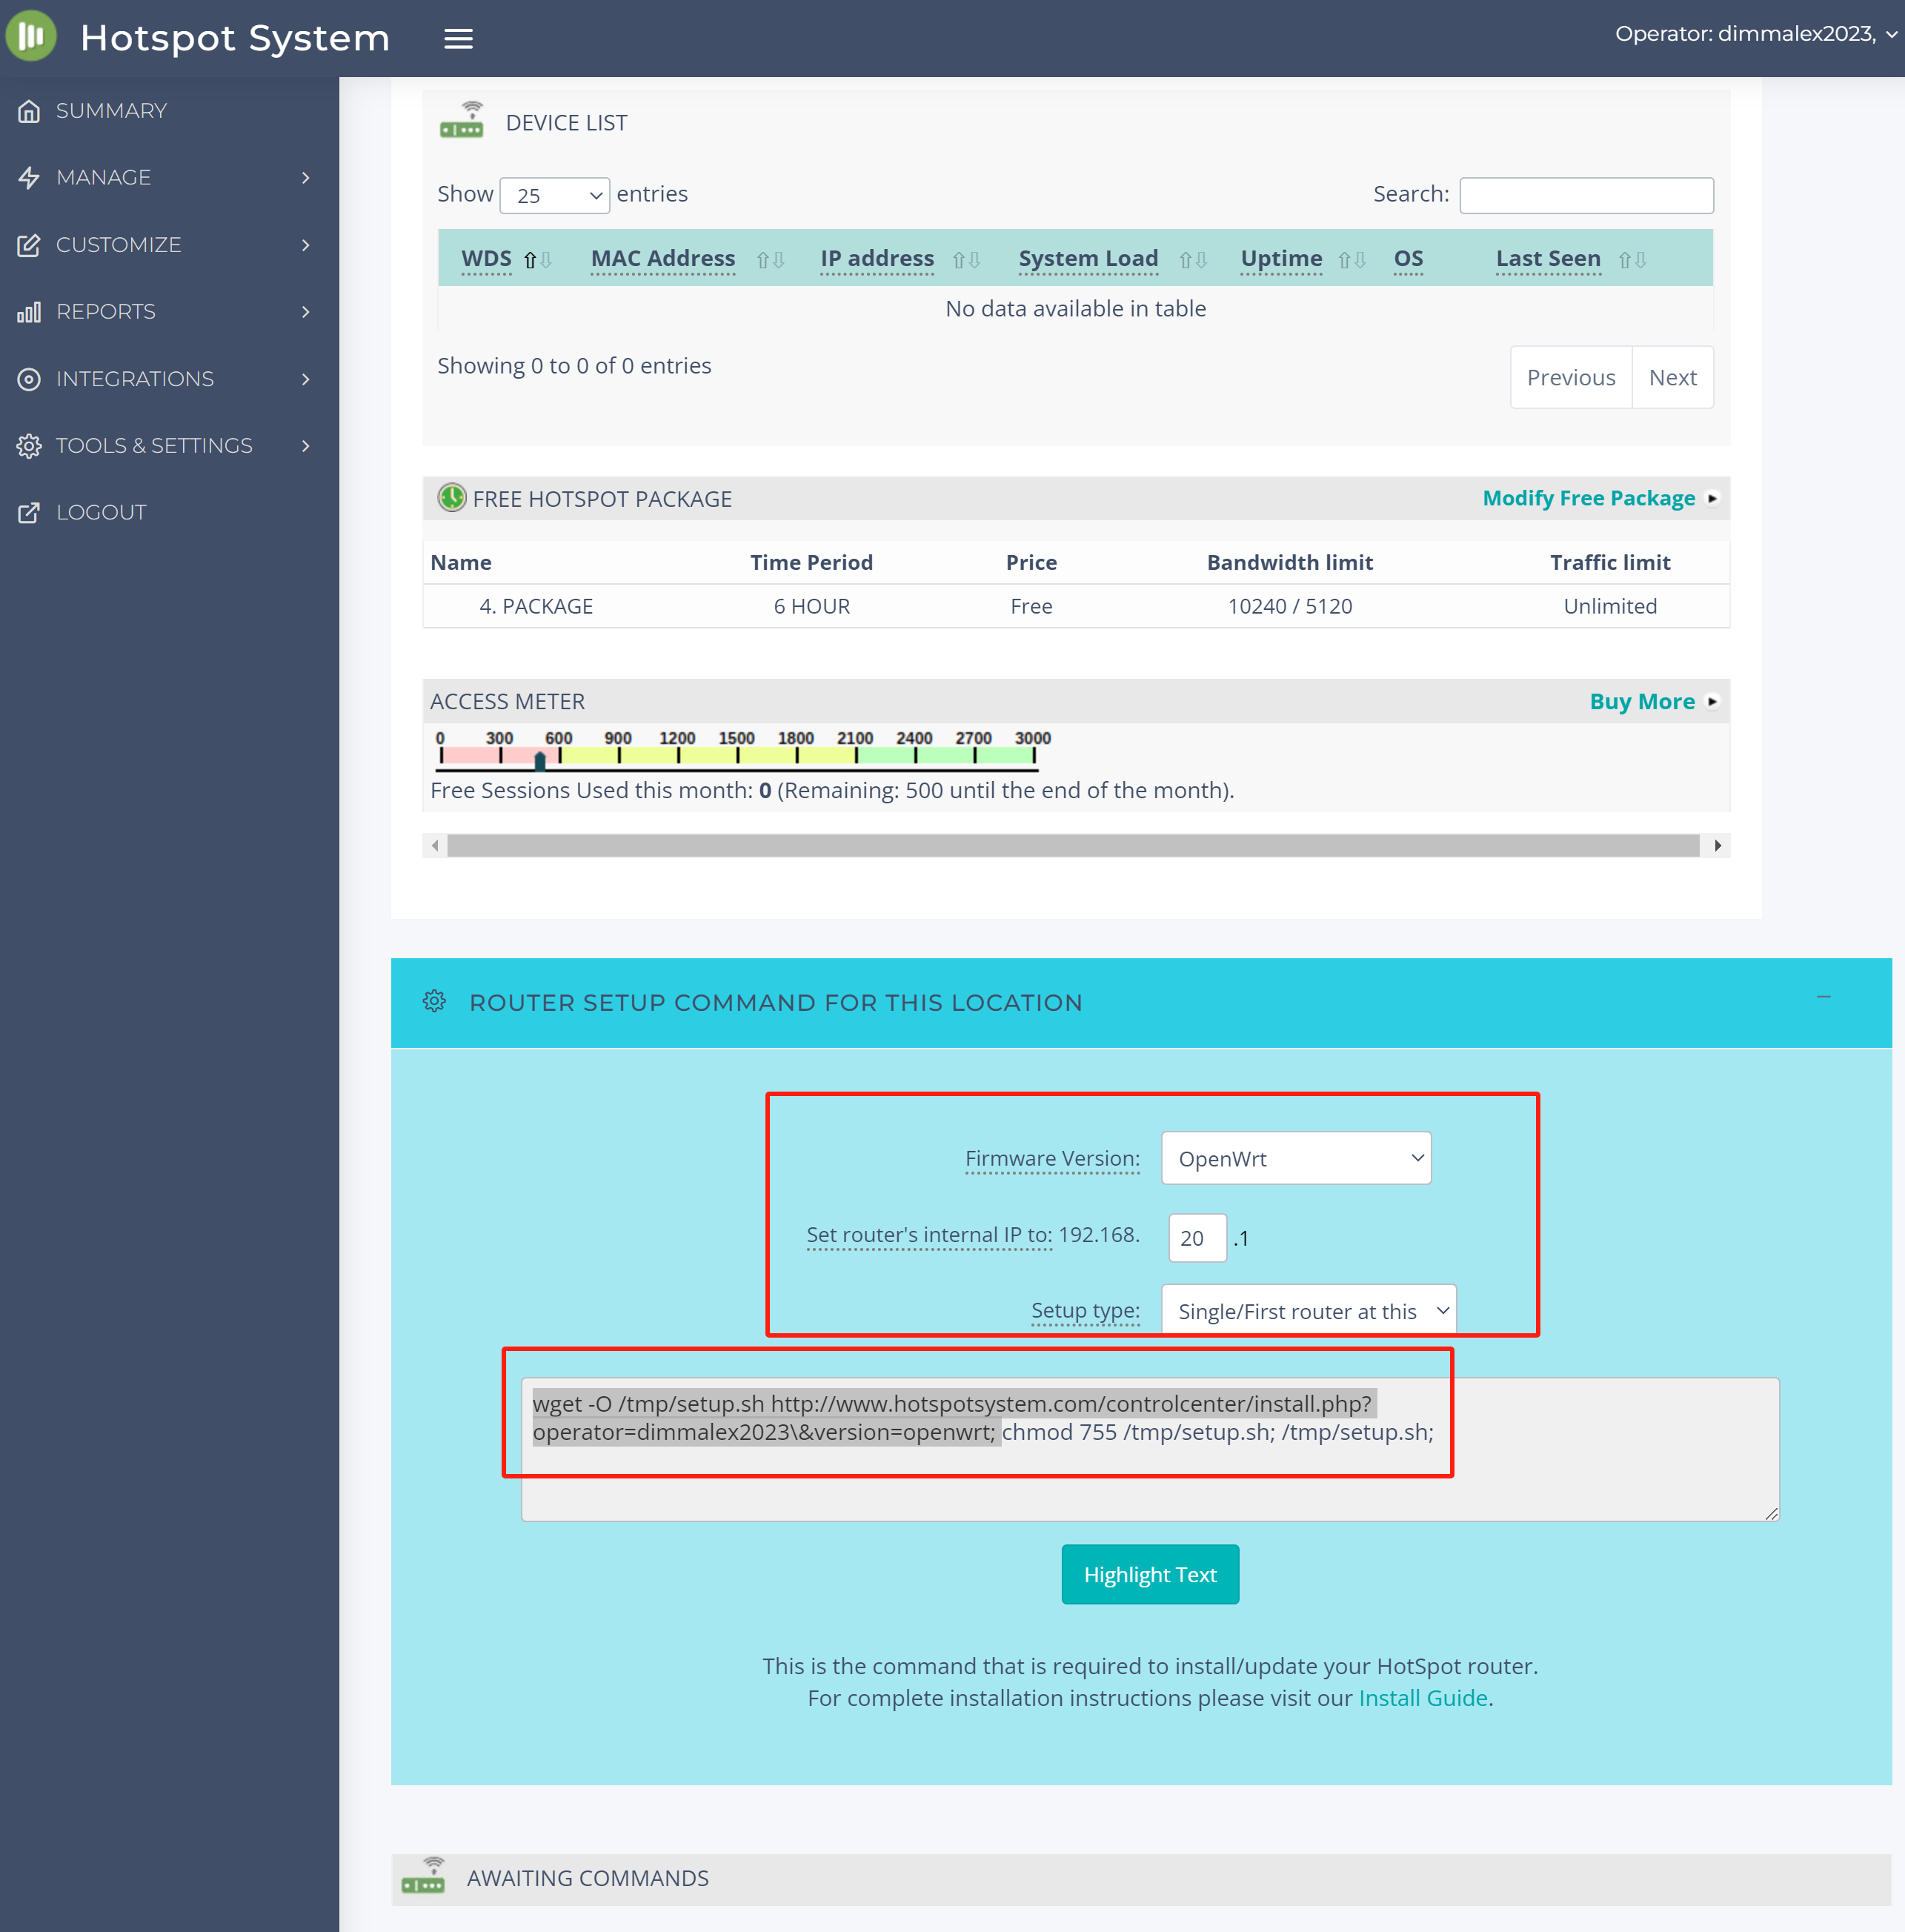 Hotspot System
Operator: dimmalex2023,
SUMMARY
MANAGE
CUSTOMIZE
REPORTS
INTEGRATIONS
TOOLS & SETTINGS
LOGOUT
DEVICE LIST
Show 25 entries
Search:
WDS MAC Address IP address System Load Uptime OS Last Seen
No data available in table
Showing 0 to 0 of 0 entries
Previous Next
FREE HOTSPOT PACKAGE Modify Free Package
Name Time Period Price Bandwidth limit Traffic limit
4. PACKAGE 6 HOUR Free 10240 / 5120 Unlimited
ACCESS METER Buy More
0 300 600 900 1200 1500 1800 2100 2400 2700 3000
Free Sessions Used this month: 0 (Remaining: 500 until the end of the month).
ROUTER SETUP COMMAND FOR THIS LOCATION
Firmware Version: OpenWrt
Set router's internal IP to: 192.168. 20 .1
Setup type: Single/First router at this
wget -O /tmp/setup.sh http://www.hotspotsystem.com/controlcenter/install.php?
operator=dimmalex2023\&version=openwrt; chmod 755 /tmp/setup.sh; /tmp/setup.sh;
Highlight Text
This is the command that is required to install/update your HotSpot router.
For complete installation instructions please visit our Install Guide.
AWAITING COMMANDS